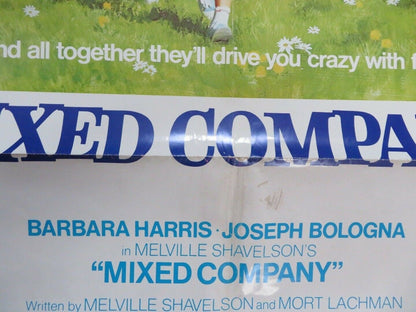 nd all together they'll drive you crazy with f
MIXED COMPA
BARBARA HARRIS · JOSEPH BOLOGNA
in MELVILLE SHAVELSON'S
"MIXED COMPANY"
Written by MELVILLE SHAVELSON and MORT LACHMAN